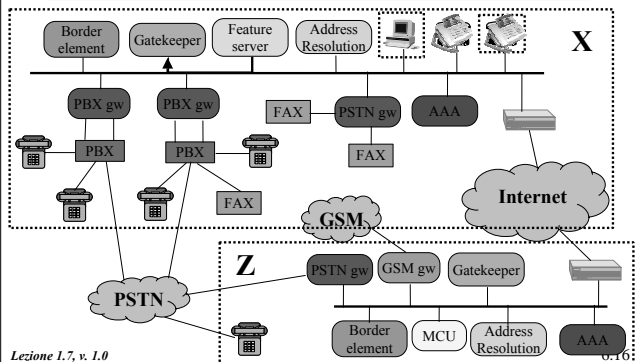 Border
element
Gatekeeper
Feature
server
Address
Resolution
X
PBX gw
PBX gw
FAX
PSTN gw
AAA
PBX
PBX
FAX
FAX
Internet
GSM
Z
PSTN gw
GSM gw
Gatekeeper
PSTN
Border
element
MCU
Address
Resolution
AAA
Lezione 1.7, v. 1.0
6.16